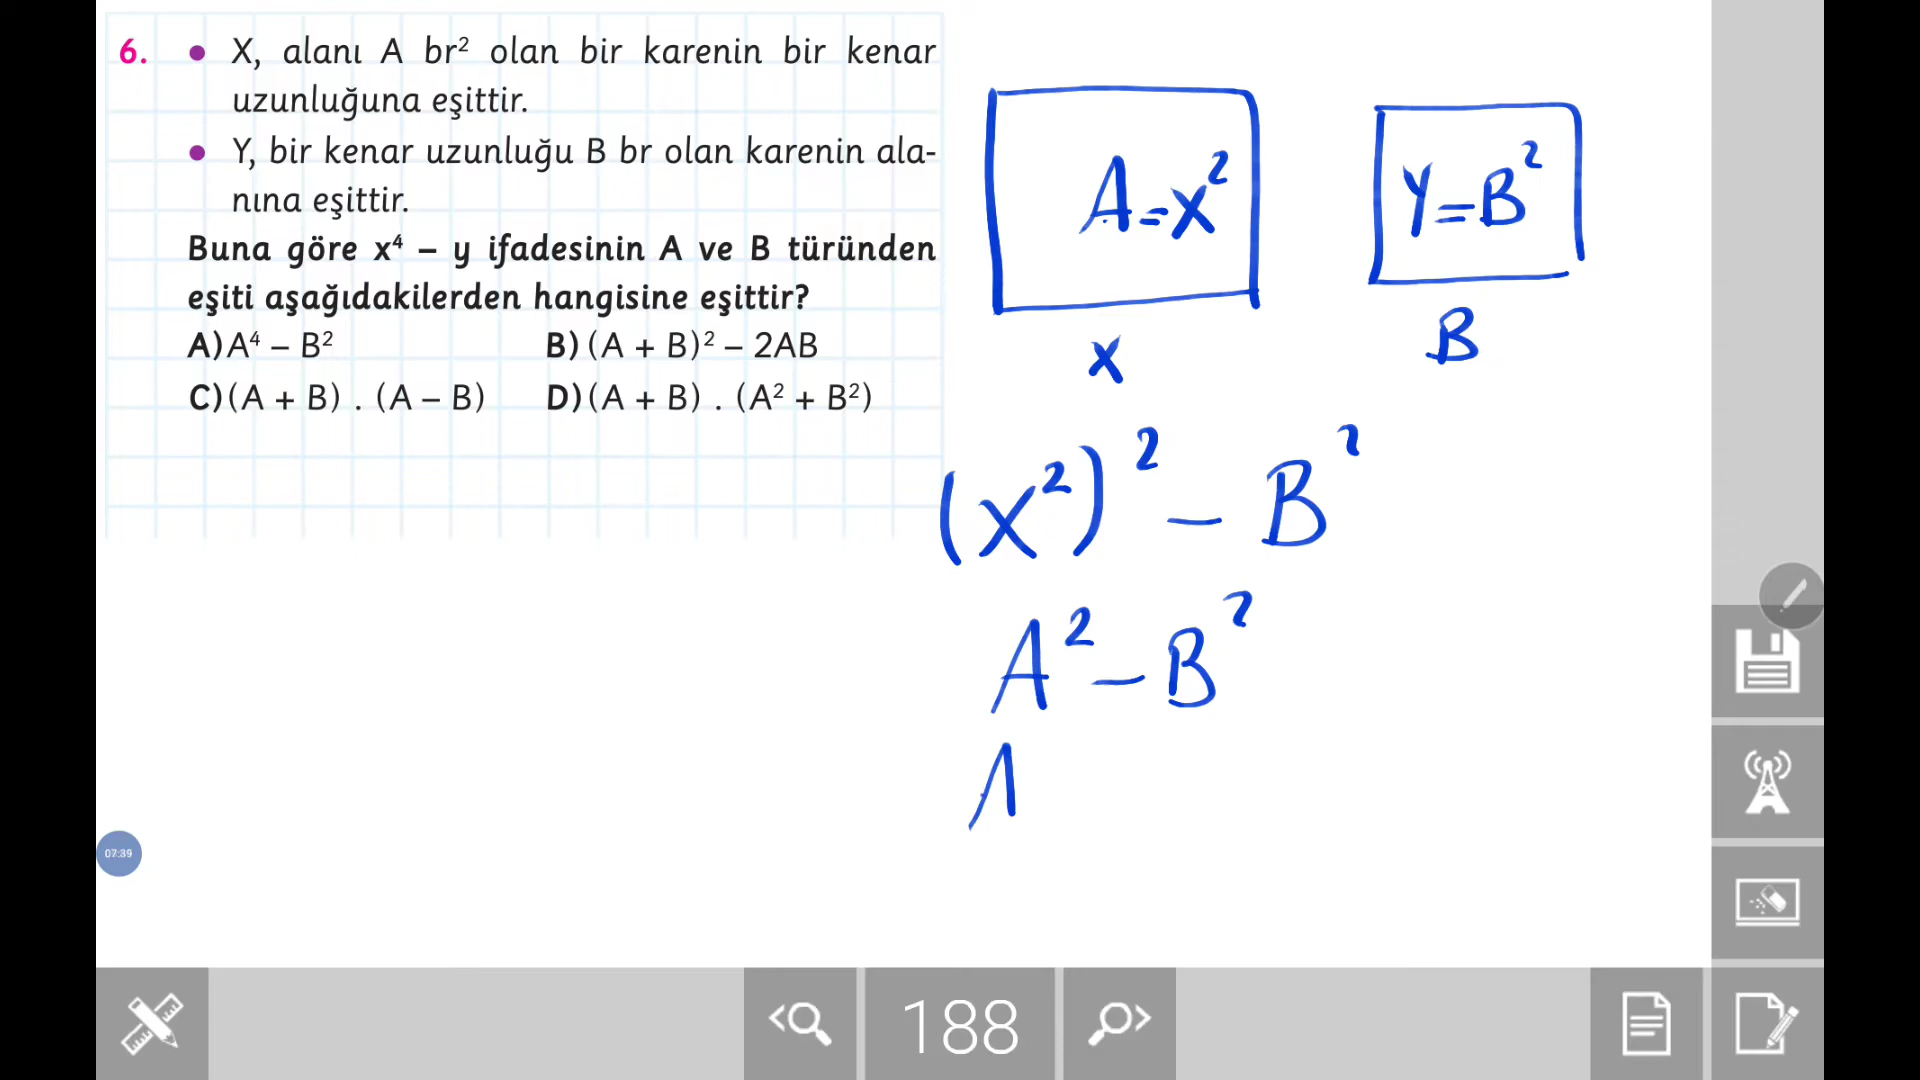 6. • X, alanı A br² olan bir karenin bir kenar
uzunluğuna eşittir.
• Y, bir kenar uzunluğu B br olan karenin ala-
nına eşittir.
Buna göre x⁴ – y ifadesinin A ve B türünden
eşiti aşağıdakilerden hangisine eşittir?
A) A⁴ – B² B) (A + B)² – 2AB
C) (A + B) . (A – B) D) (A + B) . (A² + B²)
A=x²
x
Y=B²
B
(x²)² – B²
A² – B²
07:39
188